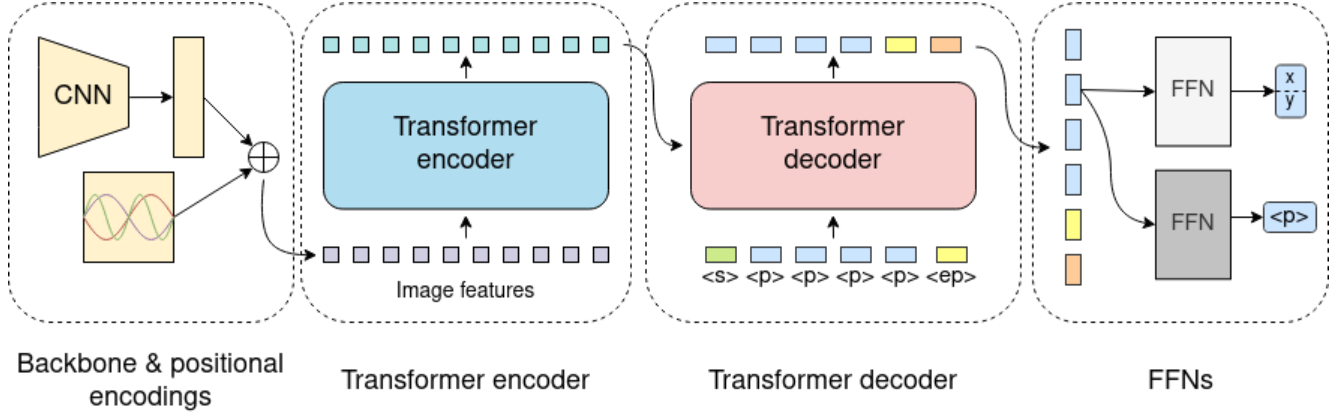 CNN
Transformer
encoder
Image features
Transformer
decoder
<s> <p> <p> <p> <p> <ep>
FFN
x
y
FFN
<p>
Backbone & positional
encodings
Transformer encoder
Transformer decoder
FFNs